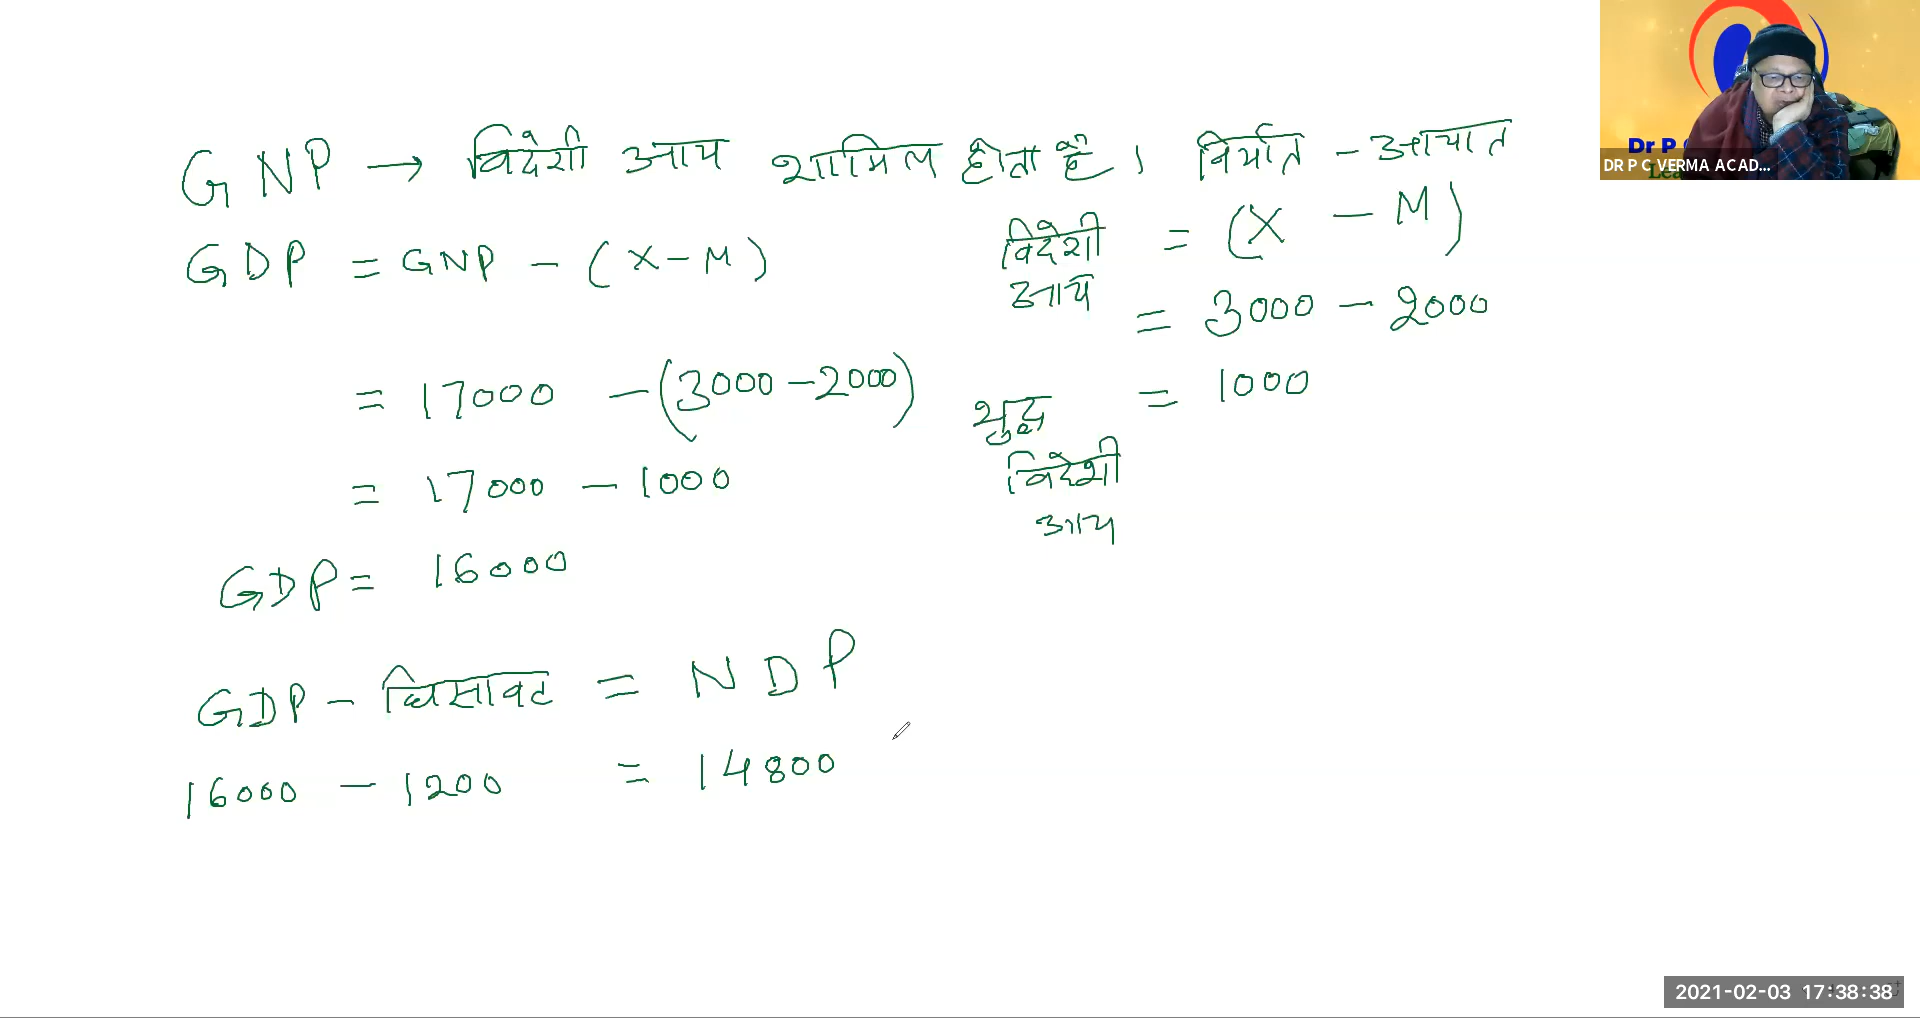 GNP → विदेशी आय शामिल होता है। निर्यात - आयात
विदेशी आय = (X - M)
= 3000 - 2000
शुद्ध विदेशी आय = 1000
GDP = GNP - (X - M)
= 17000 - (3000 - 2000)
= 17000 - 1000
GDP = 16000
GDP - घिसावट = NDP
16000 - 1200 = 14800
Dr P
DR P C VERMA ACAD...
2021-02-03 17:38:38